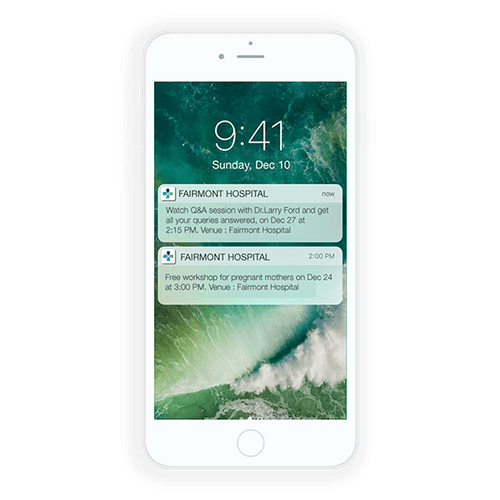 9:41
Sunday, Dec 10
FAIRMONT HOSPITAL now
Watch Q&A session with Dr.Larry Ford and get
all your queries answered, on Dec 27 at
2:15 PM. Venue : Fairmont Hospital
FAIRMONT HOSPITAL 2:00 PM
Free workshop for pregnant mothers on Dec 24
at 3:00 PM. Venue : Fairmont Hospital